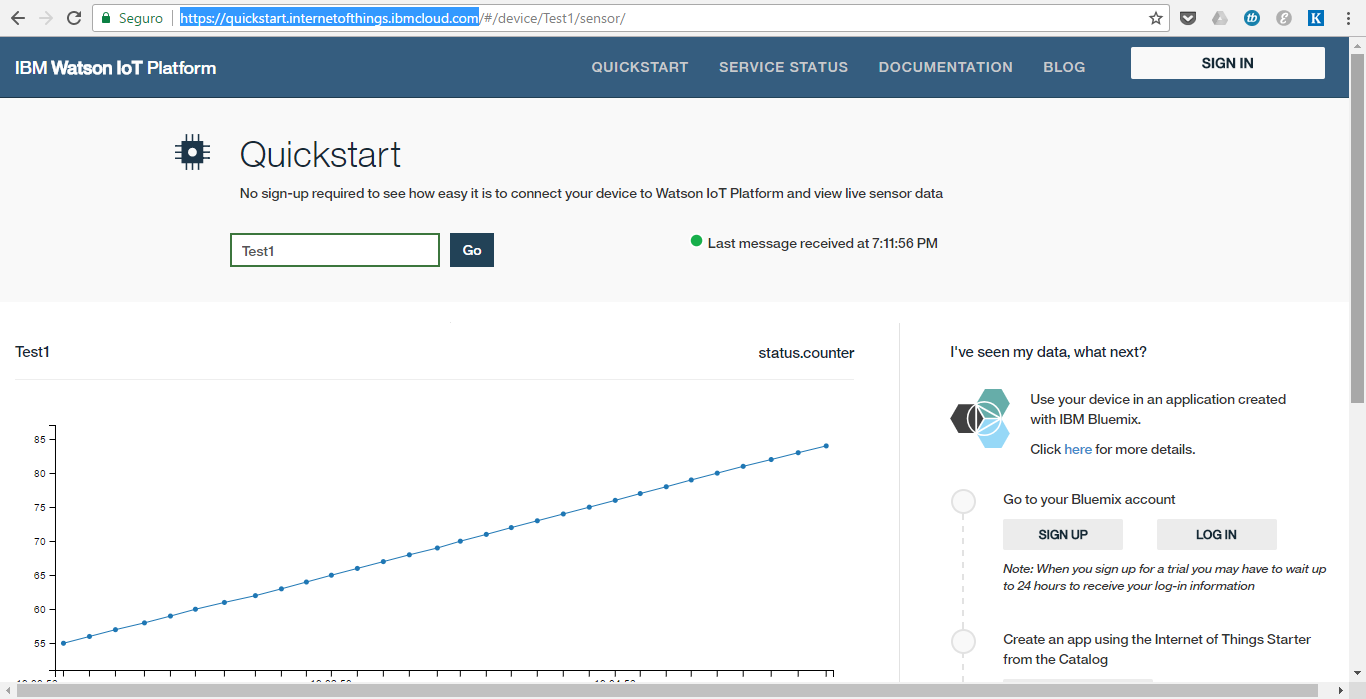 Seguro
https://quickstart.internetofthings.ibmcloud.com/#/device/Test1/sensor/
IBM Watson IoT Platform
QUICKSTART SERVICE STATUS DOCUMENTATION BLOG SIGN IN
Quickstart
No sign-up required to see how easy it is to connect your device to Watson IoT Platform and view live sensor data
Test1
Go
Last message received at 7:11:56 PM
Test1
status.counter
85
80
75
70
65
60
55
I've seen my data, what next?
Use your device in an application created
with IBM Bluemix.
Click here for more details.
Go to your Bluemix account
SIGN UP LOG IN
Note: When you sign up for a trial you may have to wait up
to 24 hours to receive your log-in information
Create an app using the Internet of Things Starter
from the Catalog